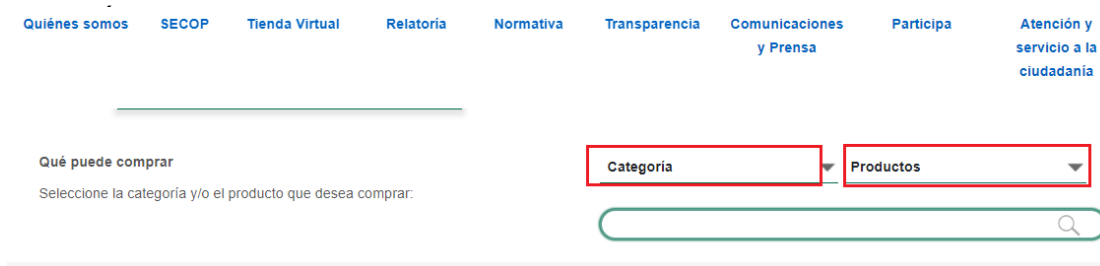 Quiénes somos SECOP Tienda Virtual Relatoría Normativa Transparencia Comunicaciones y Prensa Participa Atención y servicio a la ciudadanía
Qué puede comprar
Seleccione la categoría y/o el producto que desea comprar:
Categoría
Productos